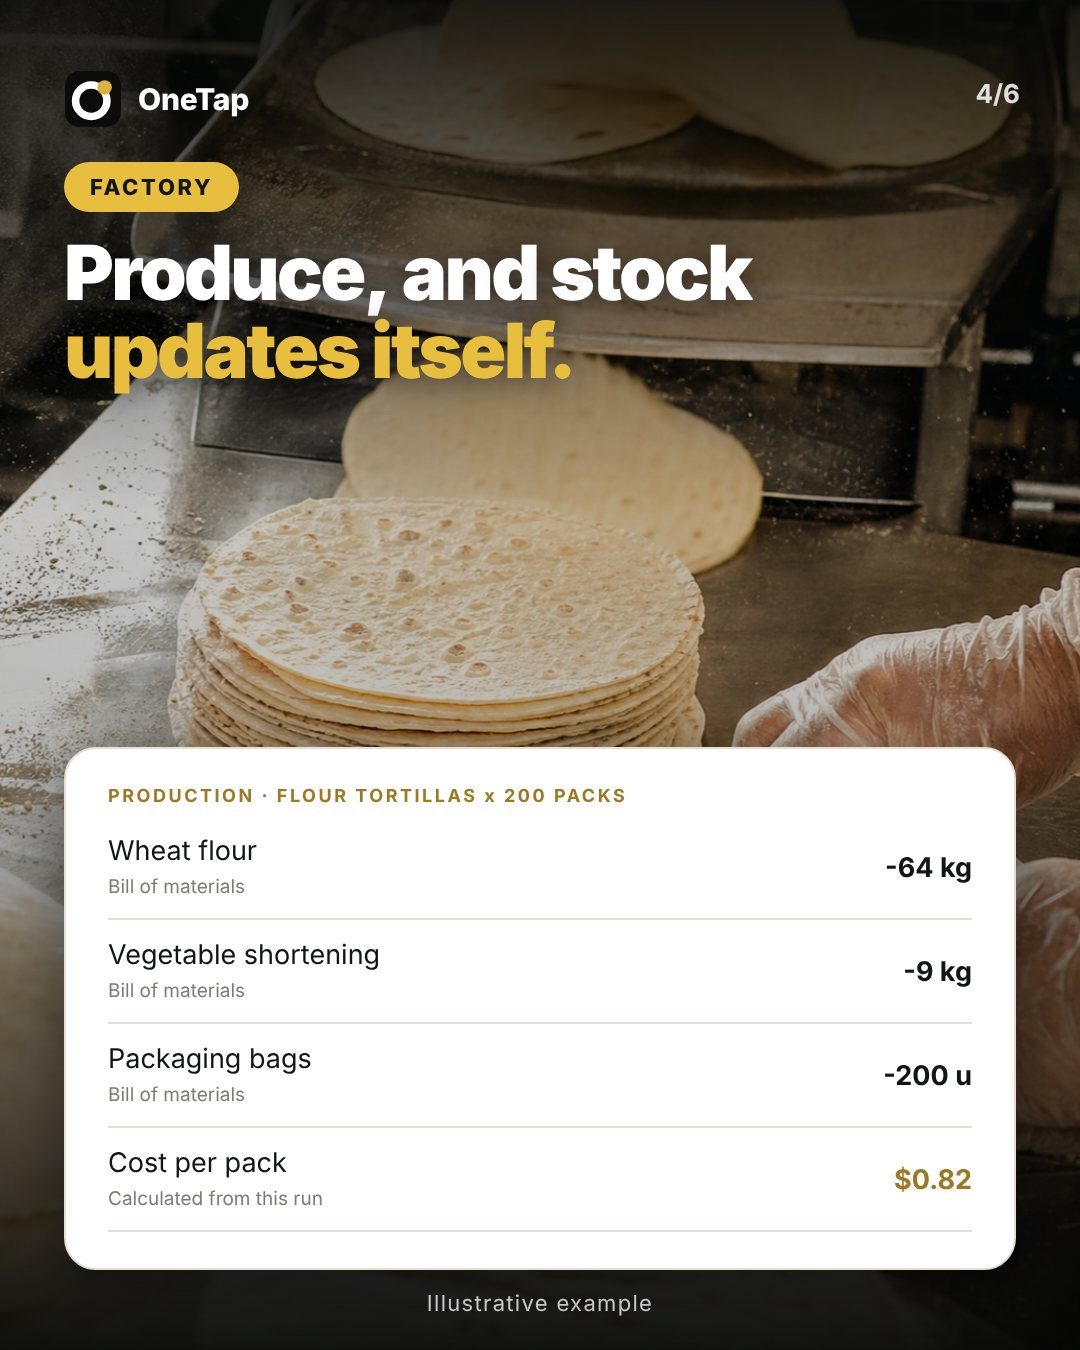 OneTap
4/6
FACTORY
Produce, and stock
updates itself.
PRODUCTION · FLOUR TORTILLAS x 200 PACKS
Wheat flour
Bill of materials
-64 kg
Vegetable shortening
Bill of materials
-9 kg
Packaging bags
Bill of materials
-200 u
Cost per pack
Calculated from this run
$0.82
Illustrative example